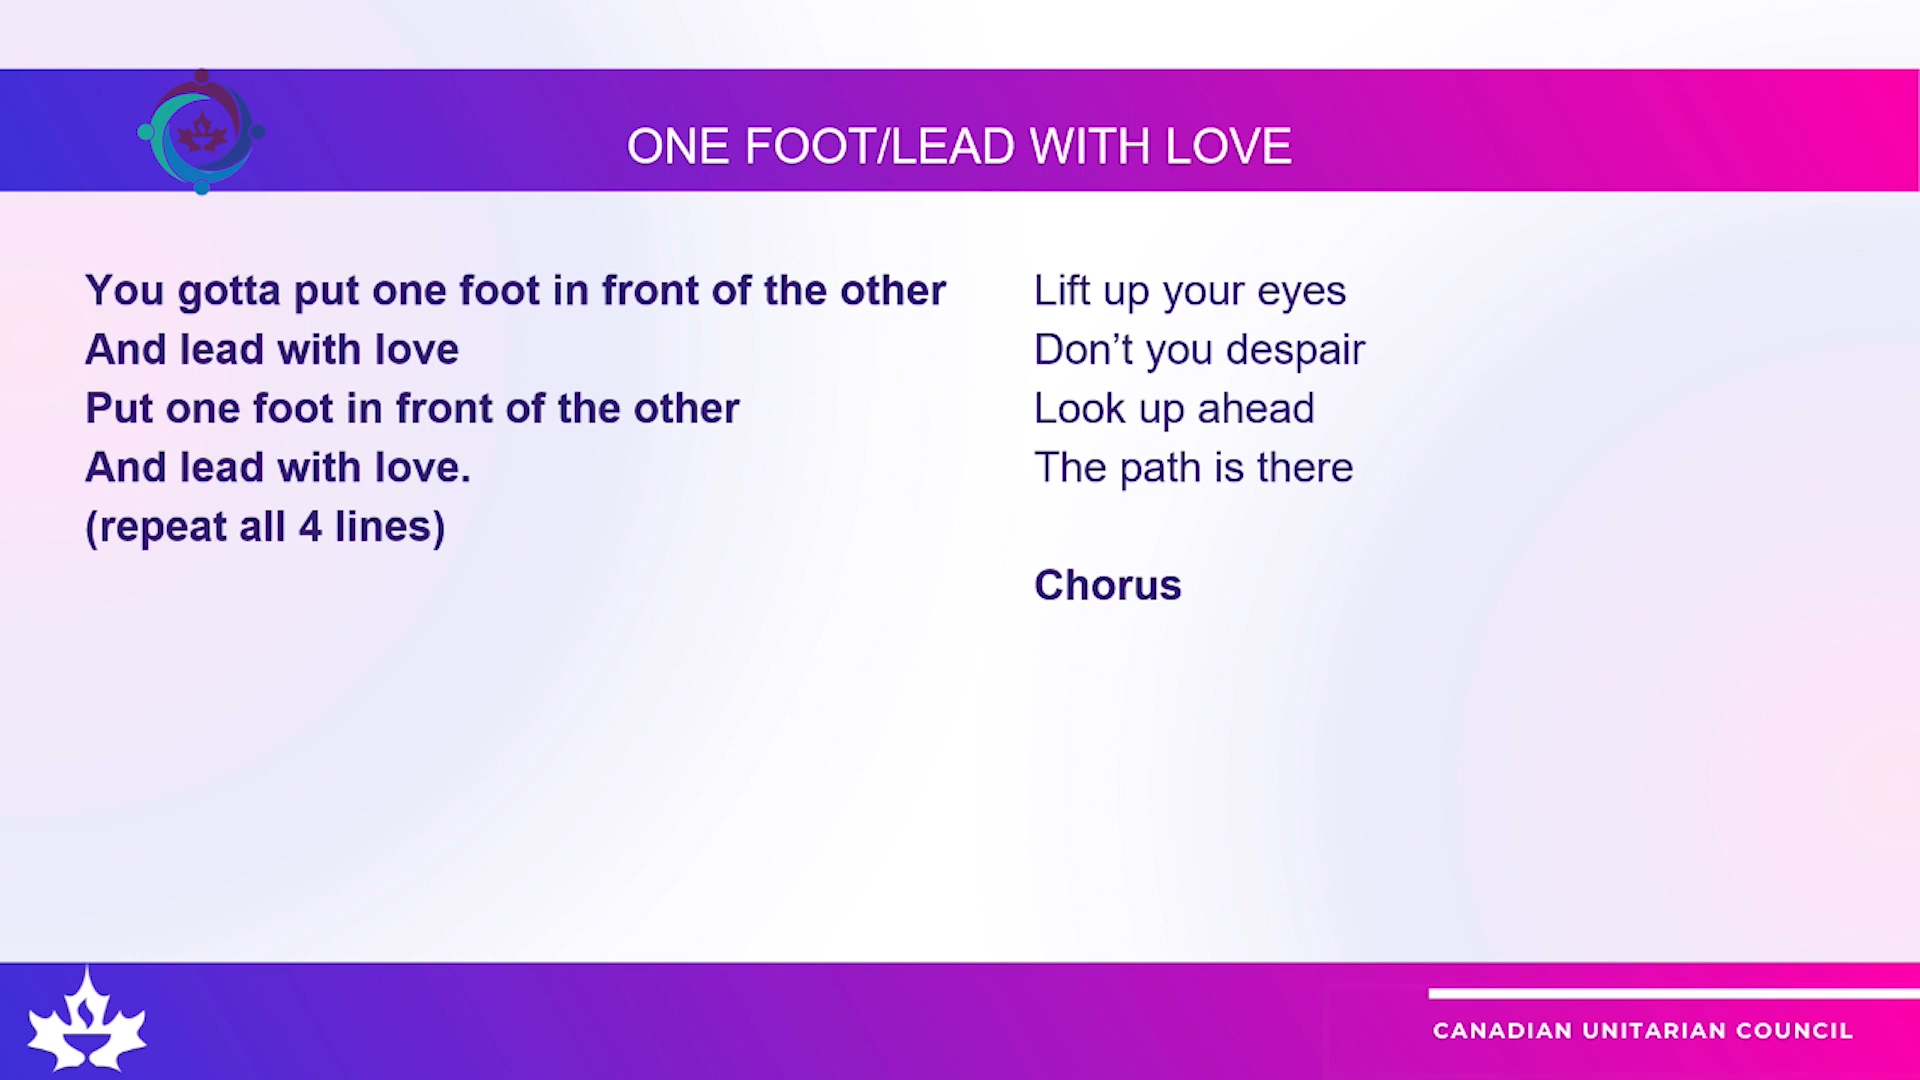 ONE FOOT/LEAD WITH LOVE
You gotta put one foot in front of the other
And lead with love
Put one foot in front of the other
And lead with love.
(repeat all 4 lines)
Lift up your eyes
Don’t you despair
Look up ahead
The path is there
Chorus
CANADIAN UNITARIAN COUNCIL